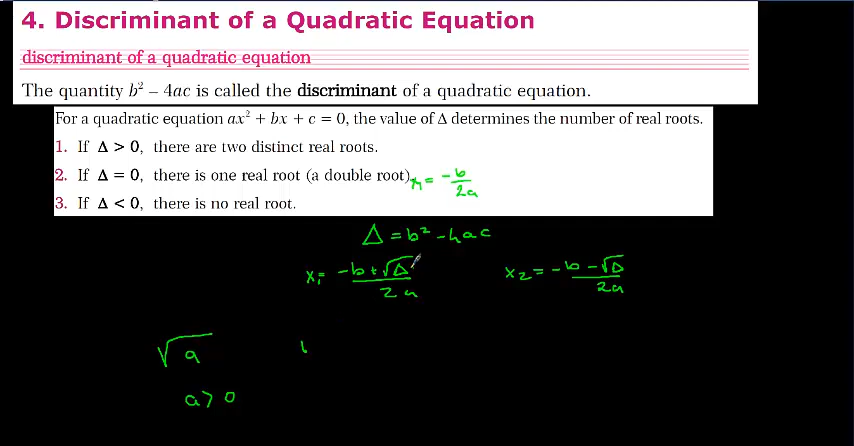 4. Discriminant of a Quadratic Equation
discriminant of a quadratic equation
The quantity b² – 4ac is called the discriminant of a quadratic equation.
For a quadratic equation ax² + bx + c = 0, the value of Δ determines the number of real roots.
1. If Δ > 0, there are two distinct real roots.
2. If Δ = 0, there is one real root (a double root). x₁ = -b/2a
3. If Δ < 0, there is no real root.
Δ = b² - 4ac
x₁ = -b + √Δ / 2a x₂ = -b - √Δ / 2a
√a
a > 0